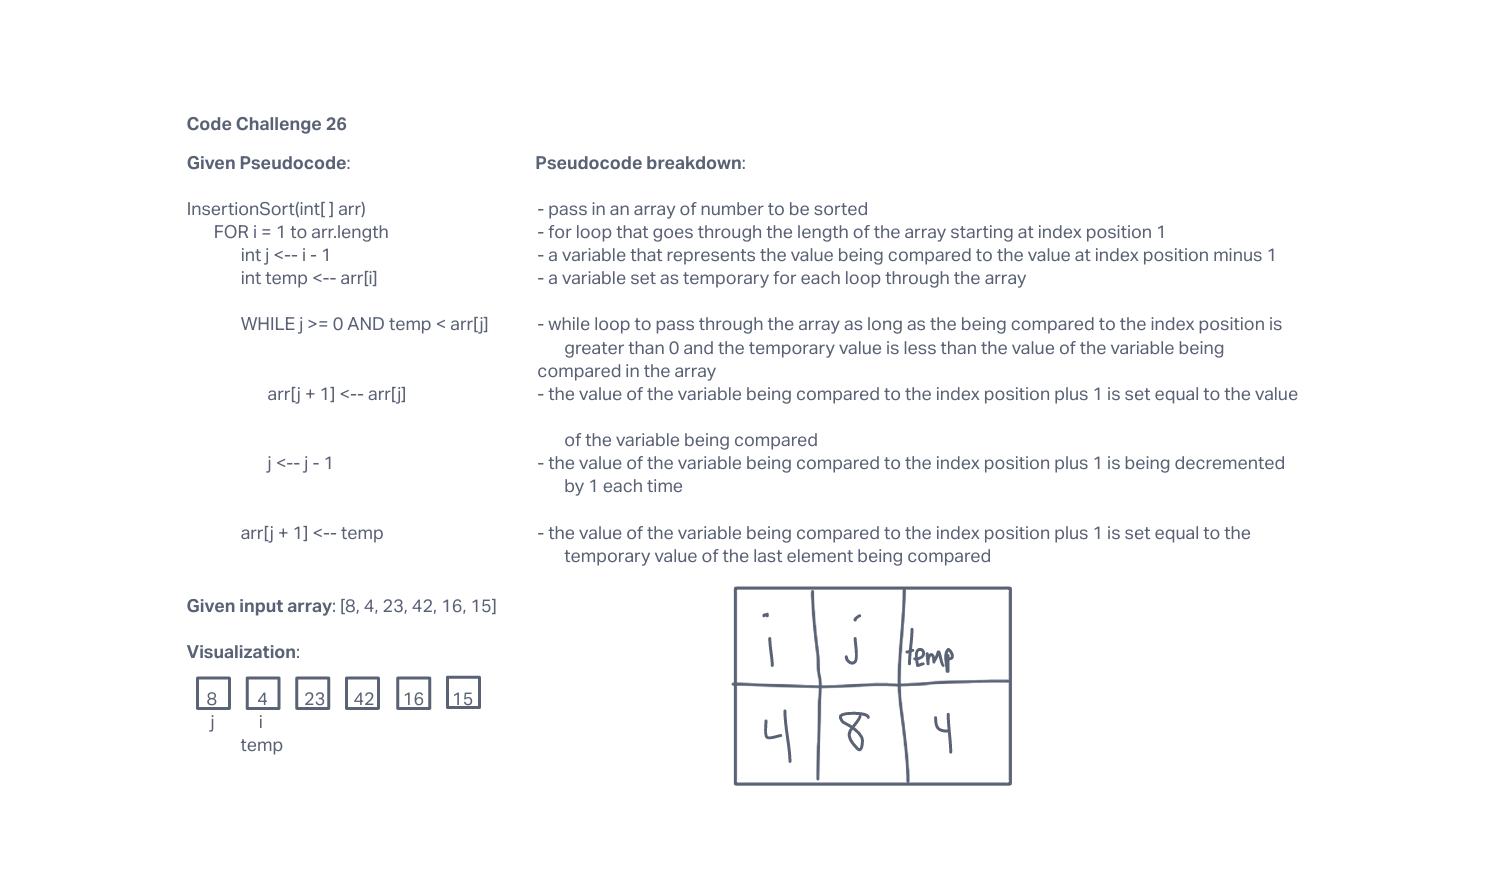 Code Challenge 26
Given Pseudocode:
Pseudocode breakdown:
InsertionSort(int[ ] arr)
- pass in an array of number to be sorted
FOR i = 1 to arr.length
- for loop that goes through the length of the array starting at index position 1
int j <-- i - 1
- a variable that represents the value being compared to the value at index position minus 1
int temp <-- arr[i]
- a variable set as temporary for each loop through the array
WHILE j >= 0 AND temp < arr[j]
- while loop to pass through the array as long as the being compared to the index position is
greater than 0 and the temporary value is less than the value of the variable being
compared in the array
arr[j + 1] <-- arr[j]
- the value of the variable being compared to the index position plus 1 is set equal to the value
of the variable being compared
j <-- j - 1
- the value of the variable being compared to the index position plus 1 is being decremented
by 1 each time
arr[j + 1] <-- temp
- the value of the variable being compared to the index position plus 1 is set equal to the
temporary value of the last element being compared
Given input array: [8, 4, 23, 42, 16, 15]
Visualization:
8 4 23 42 16 15
j i
temp
i j temp
4 8 4